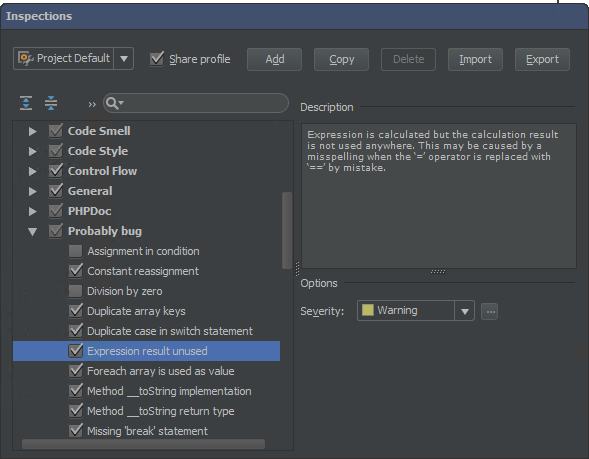 Inspections
Project Default
Share profile
Add
Copy
Delete
Import
Export
»
Description
Code Smell
Code Style
Control Flow
General
PHPDoc
Probably bug
Assignment in condition
Constant reassignment
Division by zero
Duplicate array keys
Duplicate case in switch statement
Expression result unused
Foreach array is used as value
Method __toString implementation
Method __toString return type
Missing 'break' statement
Expression is calculated but the calculation result
is not used anywhere. This may be caused by a
misspelling when the '=' operator is replaced with
'==' by mistake.
Options
Severity:
Warning
...